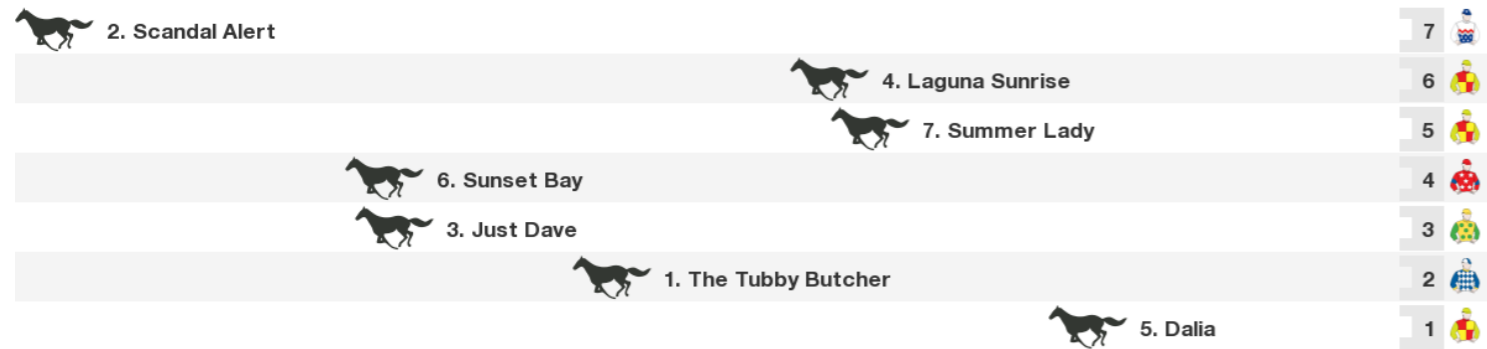 2. Scandal Alert 7
4. Laguna Sunrise 6
7. Summer Lady 5
6. Sunset Bay 4
3. Just Dave 3
1. The Tubby Butcher 2
5. Dalia 1